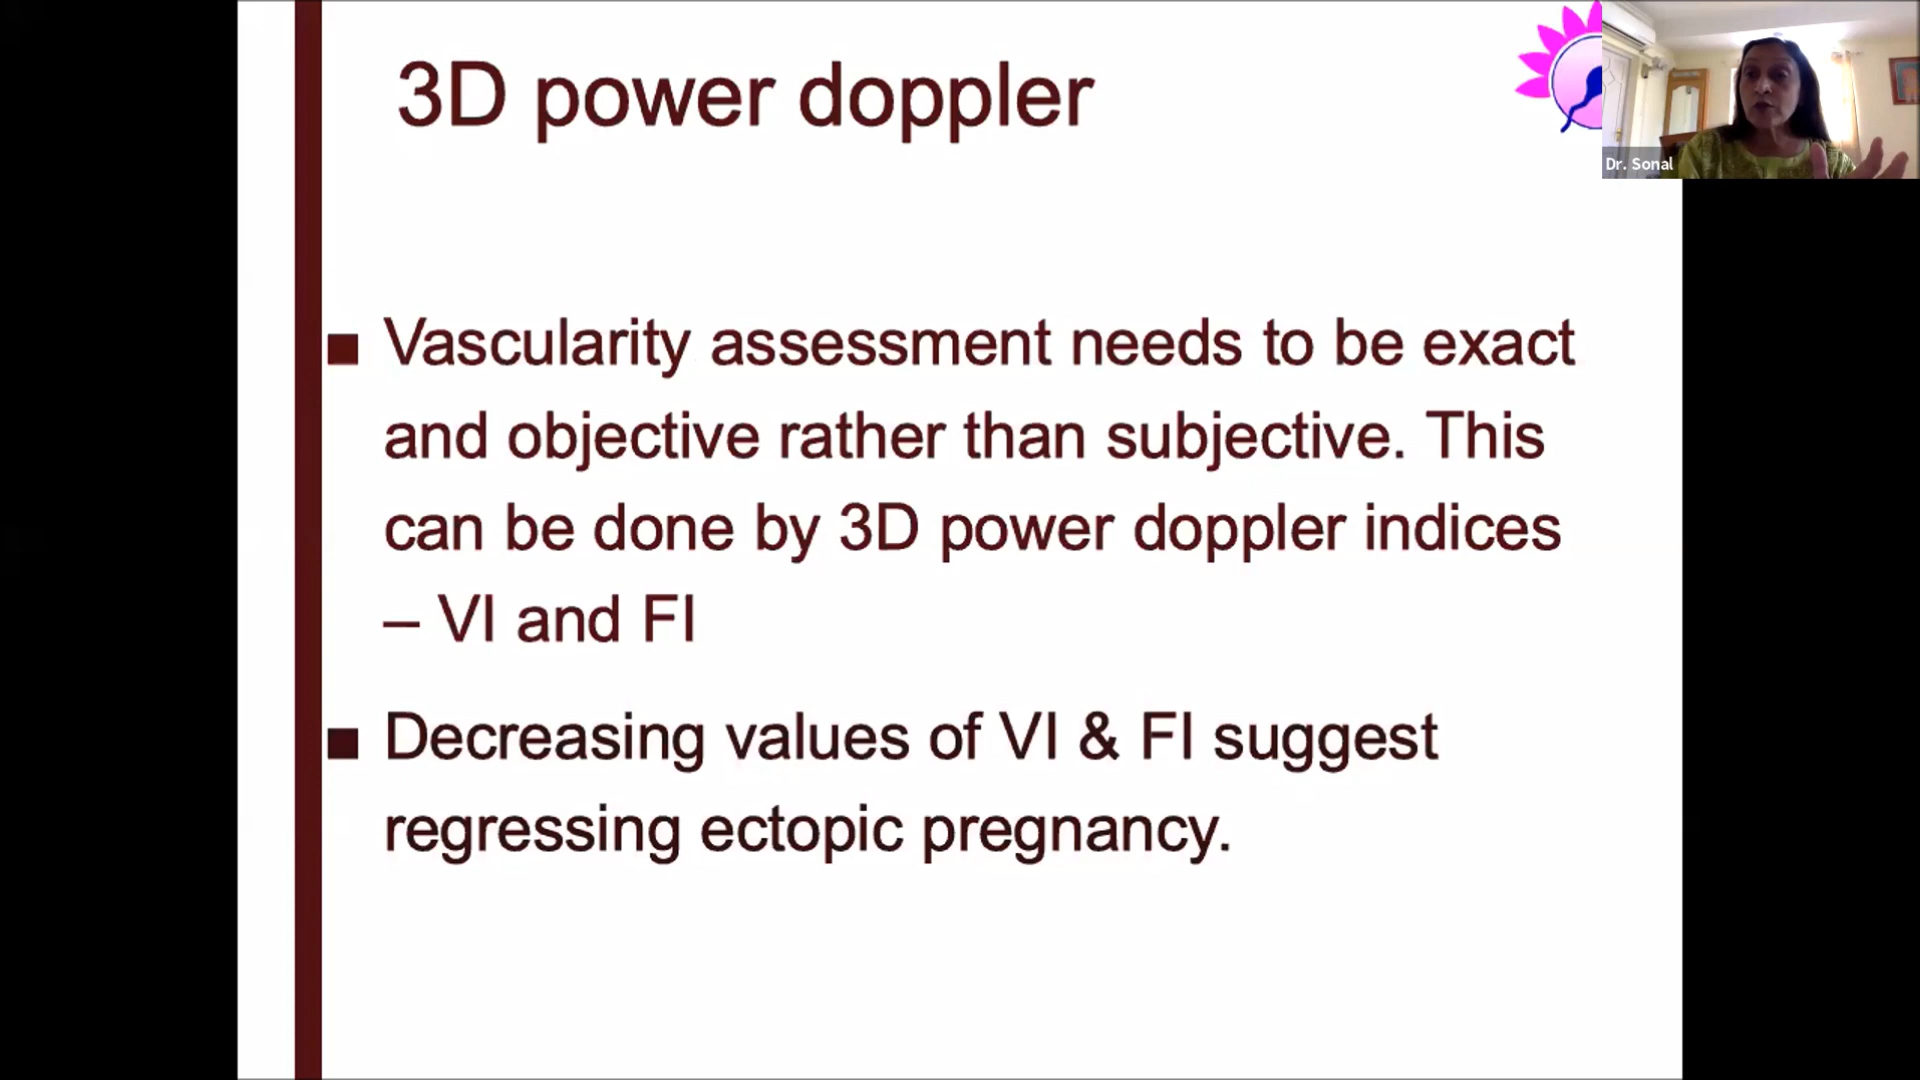 3D power doppler
Dr. Sonal
■ Vascularity assessment needs to be exact
and objective rather than subjective. This
can be done by 3D power doppler indices
– VI and FI
■ Decreasing values of VI & FI suggest
regressing ectopic pregnancy.